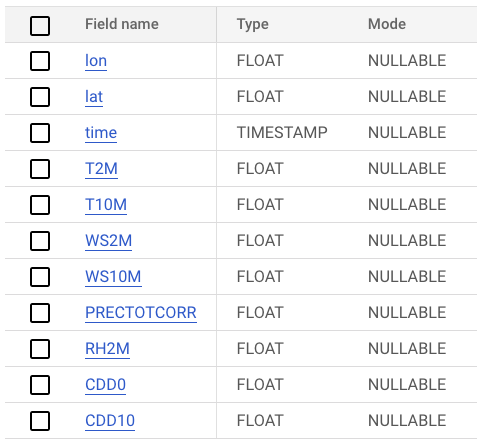 Field name Type Mode
lon FLOAT NULLABLE
lat FLOAT NULLABLE
time TIMESTAMP NULLABLE
T2M FLOAT NULLABLE
T10M FLOAT NULLABLE
WS2M FLOAT NULLABLE
WS10M FLOAT NULLABLE
PRECTOTCORR FLOAT NULLABLE
RH2M FLOAT NULLABLE
CDD0 FLOAT NULLABLE
CDD10 FLOAT NULLABLE